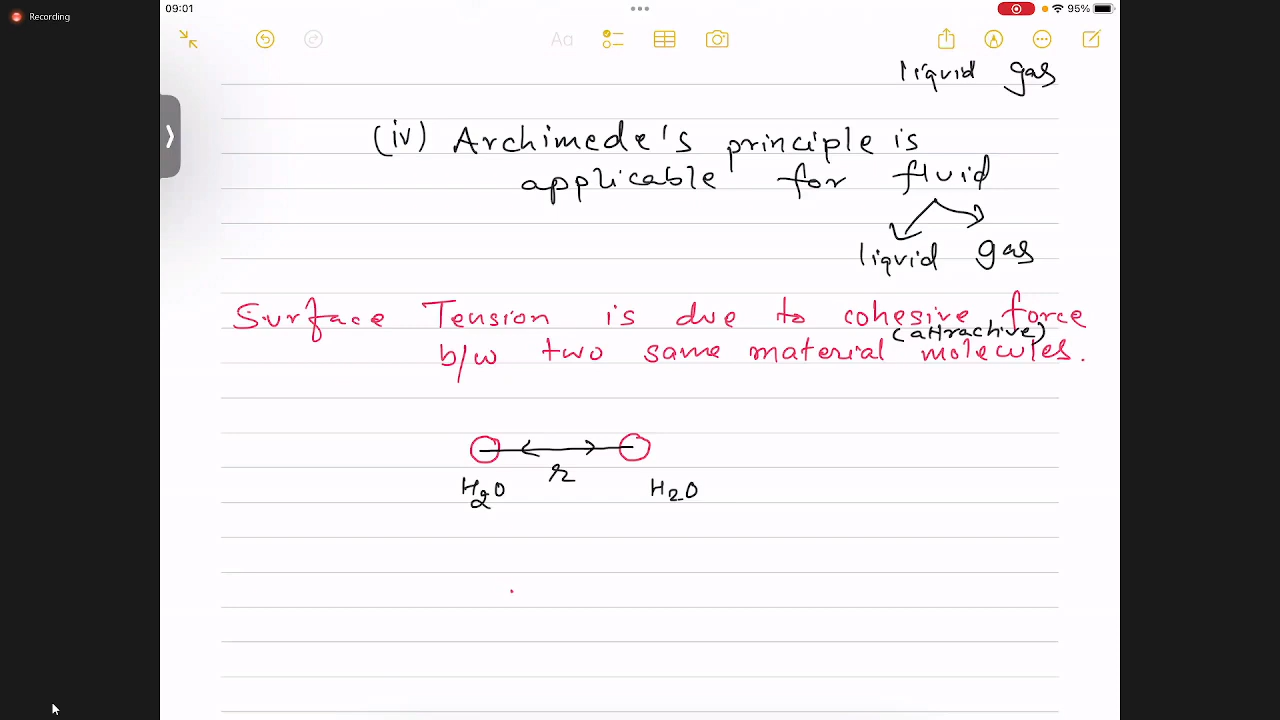 Recording
09:01
95%
Aa
liquid gas
(iv) Archimede's principle is
applicable for fluid
liquid gas
Surface Tension is due to cohesive force
(attractive)
b/w two same material molecules.
r
H2O H2O